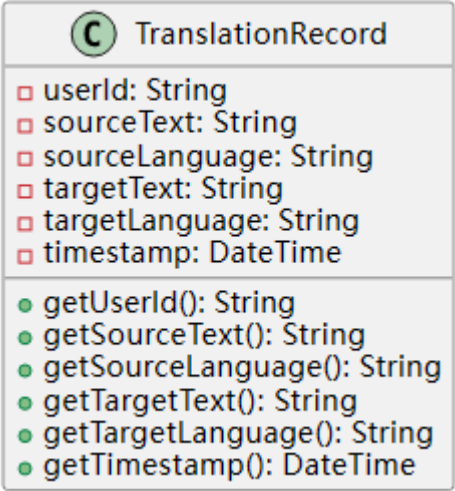 C TranslationRecord
userId: String
sourceText: String
sourceLanguage: String
targetText: String
targetLanguage: String
timestamp: DateTime
getUserId(): String
getSourceText(): String
getSourceLanguage(): String
getTargetText(): String
getTargetLanguage(): String
getTimestamp(): DateTime